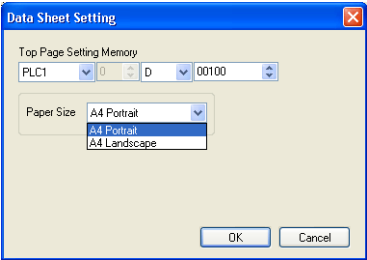 Data Sheet Setting
Top Page Setting Memory
PLC1 0 D 00100
Paper Size A4 Portrait
A4 Portrait
A4 Landscape
OK Cancel